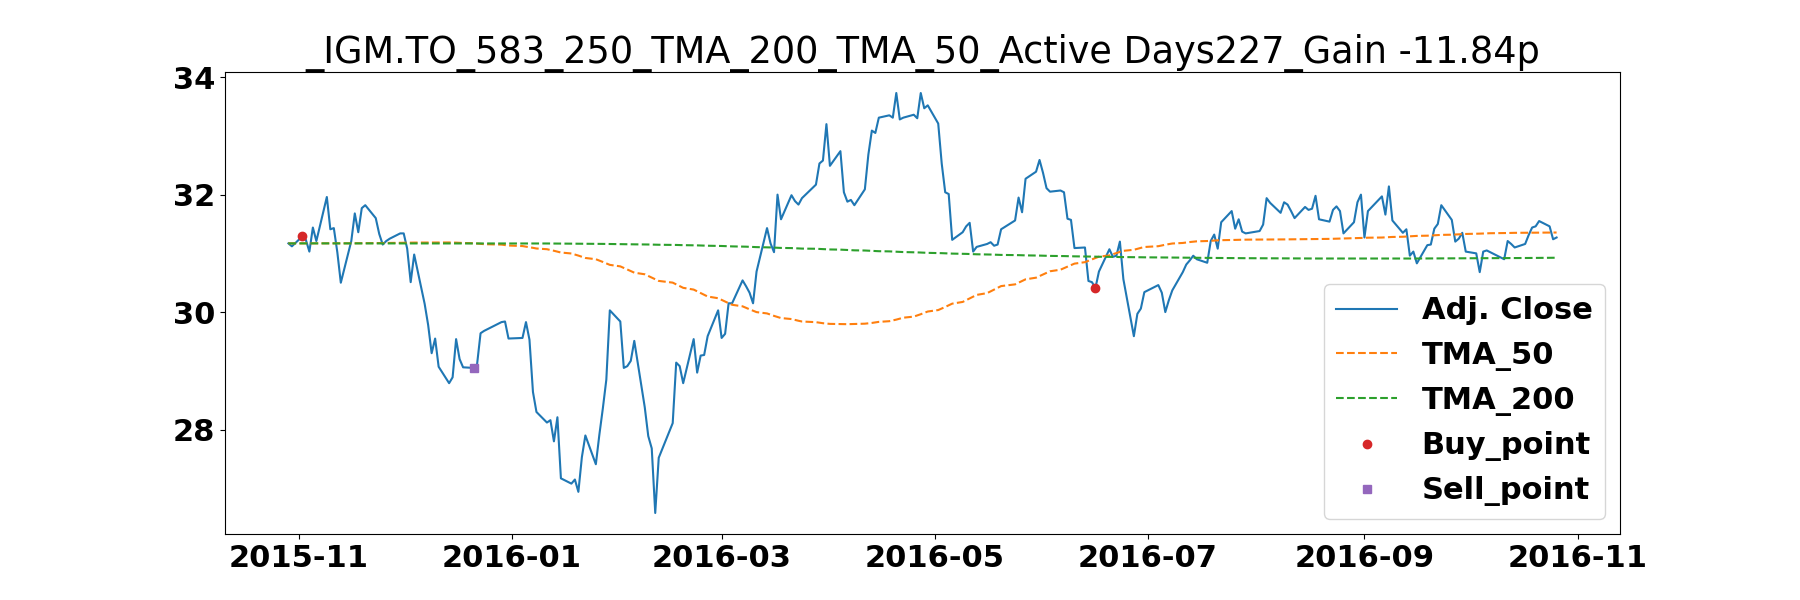 _IGM.TO_583_250_TMA_200_TMA_50_Active Days227_Gain -11.84p
34
32
30
28
2015-11 2016-01 2016-03 2016-05 2016-07 2016-09 2016-11
Adj. Close
TMA_50
TMA_200
Buy_point
Sell_point